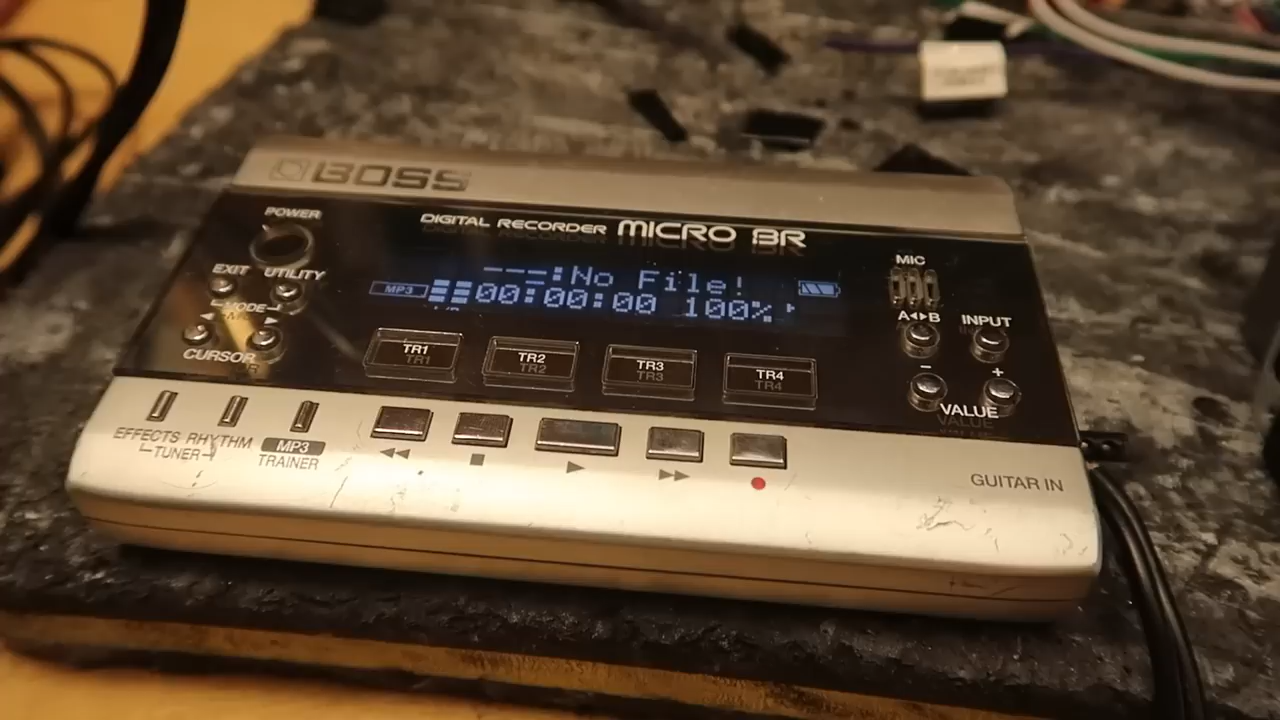 BOSS
DIGITAL RECORDER MICRO BR
POWER
EXIT UTILITY
MODE
CURSOR
---:No File!
MP3 00:00:00 100%
MIC
A◂▸B INPUT
- +
VALUE
TR1 TR2 TR3 TR4
EFFECTS RHYTHM
TUNER
MP3
TRAINER
GUITAR IN